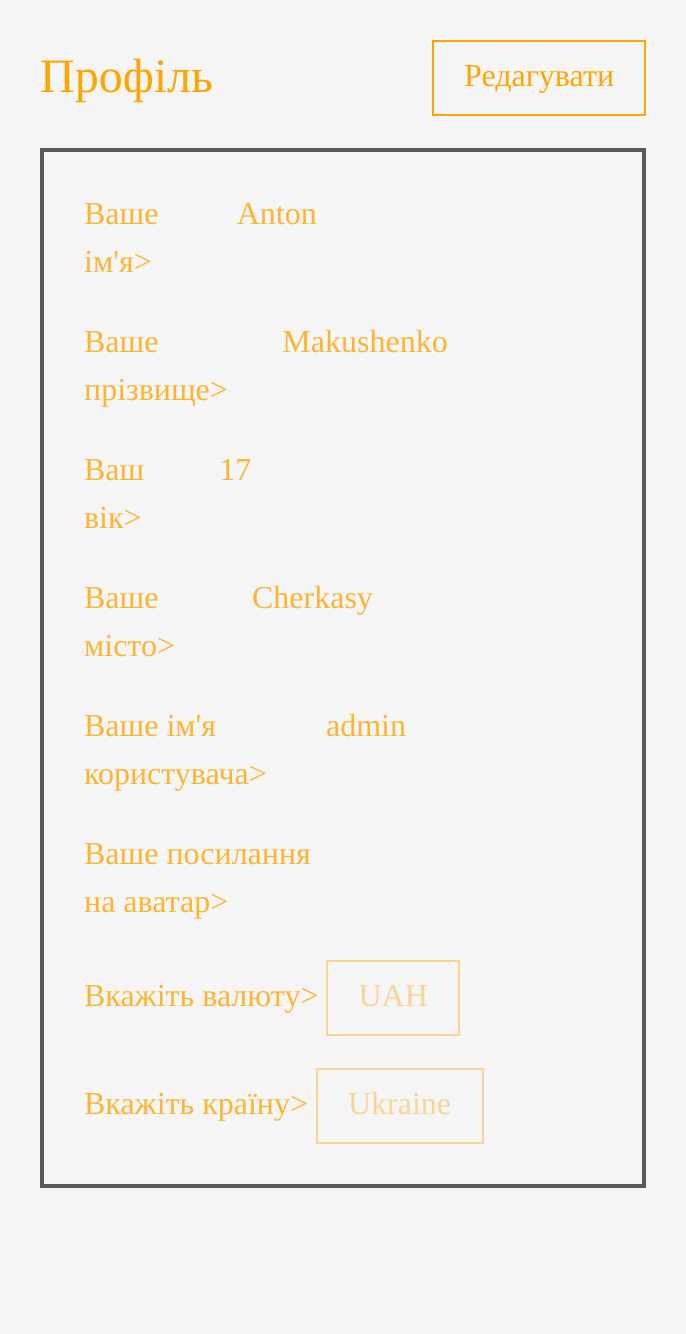 Профіль
Редагувати
Ваше Anton
ім'я>
Ваше Makushenko
прізвище>
Ваш 17
вік>
Ваше Cherkasy
місто>
Ваше ім'я admin
користувача>
Ваше посилання
на аватар>
Вкажіть валюту> UAH
Вкажіть країну> Ukraine